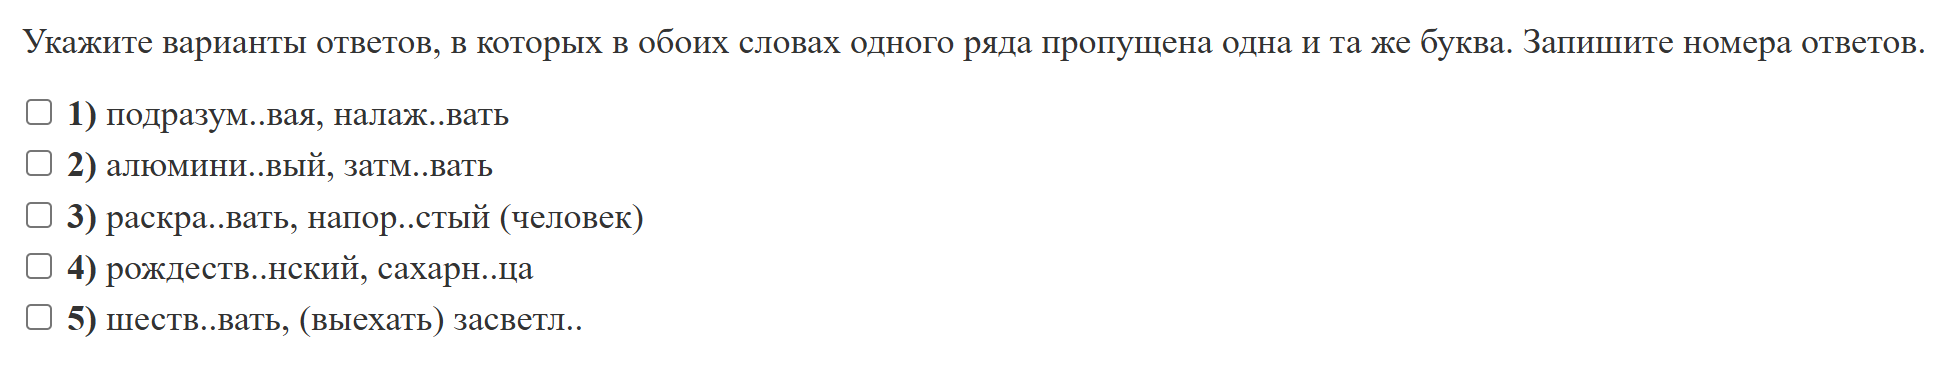 Укажите варианты ответов, в которых в обоих словах одного ряда пропущена одна и та же буква. Запишите номера ответов.
1) подразум..вая, налаж..вать
2) алюмини..вый, затм..вать
3) раскра..вать, напор..стый (человек)
4) рождеств..нский, сахарн..ца
5) шеств..вать, (выехать) засветл..